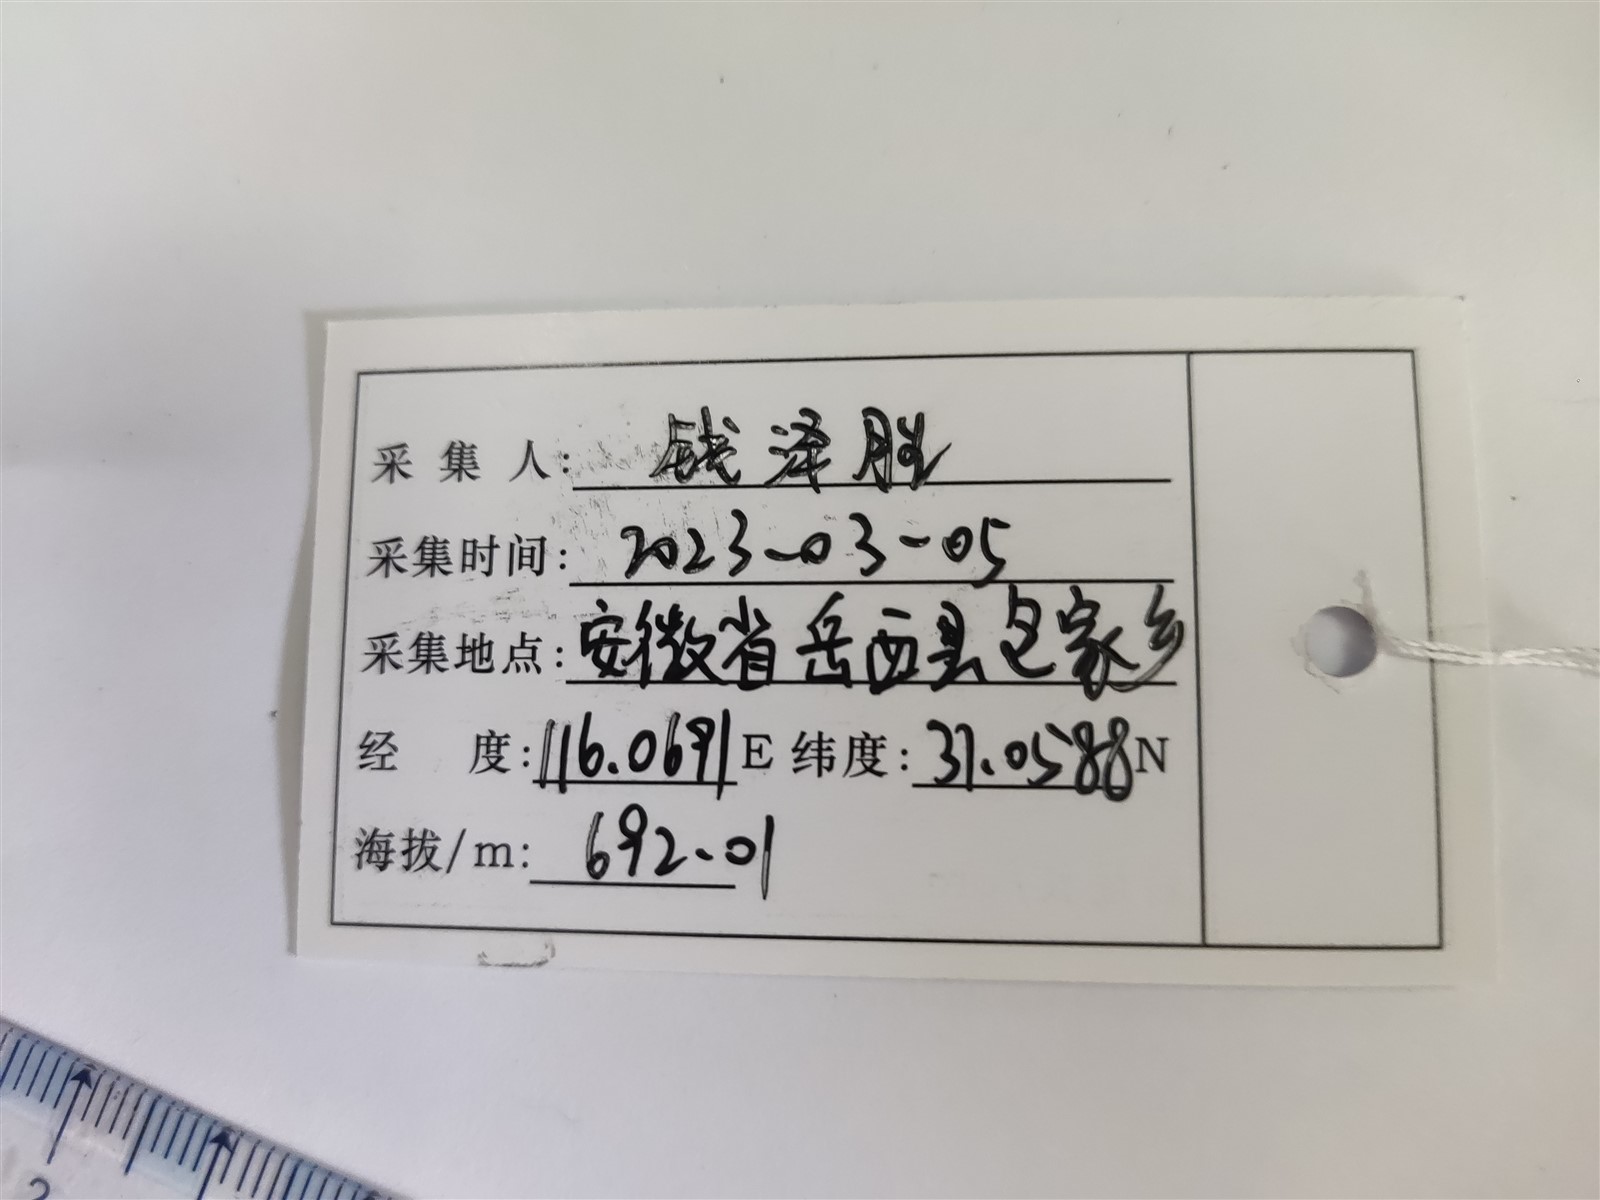 采集人: 钱泽胜
采集时间: 2023-03-05
采集地点: 安徽省岳西县包家乡
经度: 116.0691E 纬度: 31.0588N
海拔/m: 692.01
2